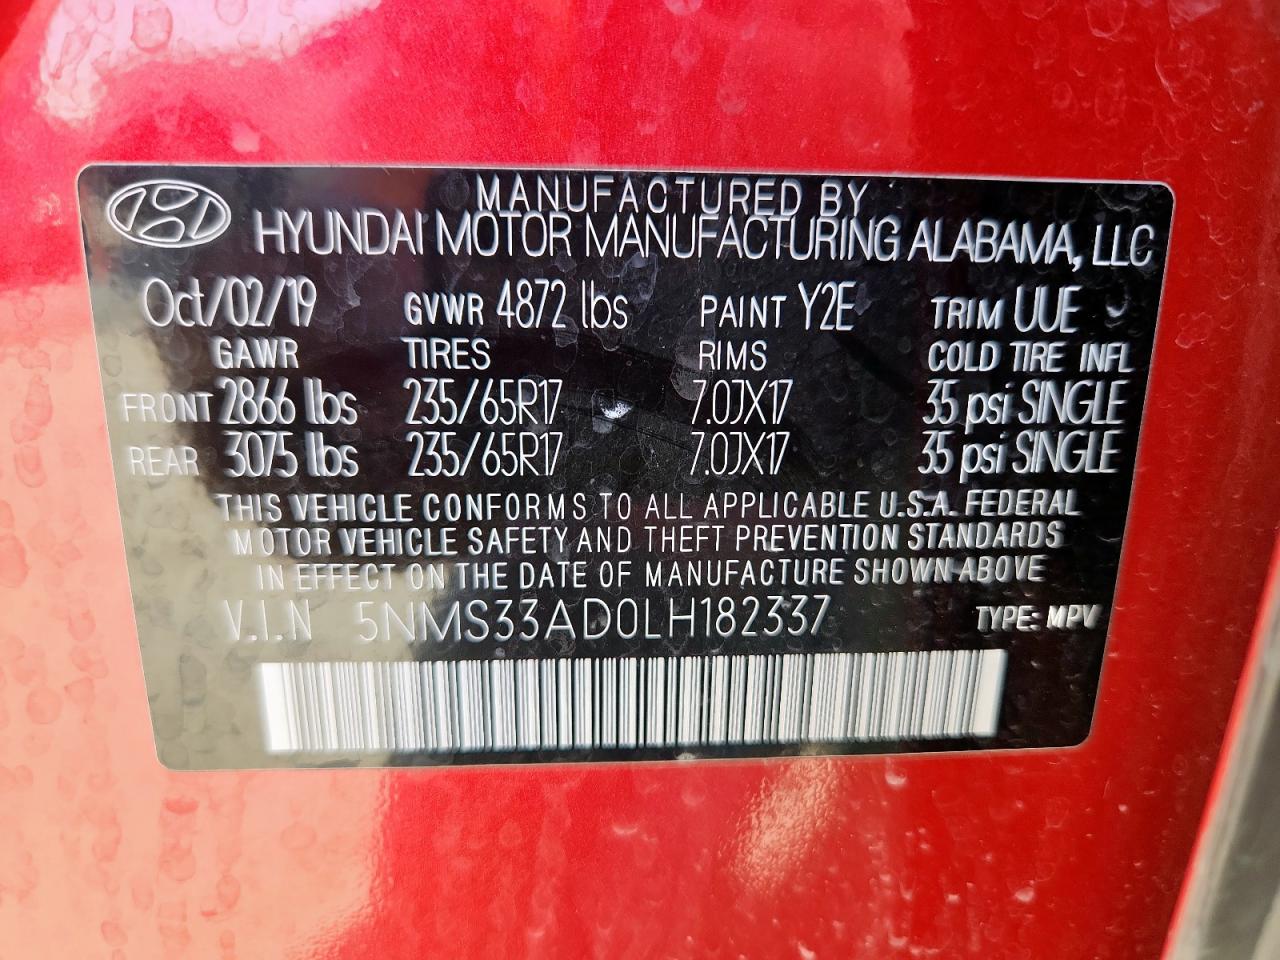 MANUFACTURED BY
HYUNDAI MOTOR MANUFACTURING ALABAMA, LLC
Oct/02/19 GVWR 4872 lbs PAINT Y2E TRIM UUE
GAWR TIRES RIMS COLD TIRE INFL
FRONT 2866 lbs 235/65R17 7.0JX17 35 psi SINGLE
REAR 3075 lbs 235/65R17 7.0JX17 35 psi SINGLE
THIS VEHICLE CONFORMS TO ALL APPLICABLE U.S.A. FEDERAL
MOTOR VEHICLE SAFETY AND THEFT PREVENTION STANDARDS
IN EFFECT ON THE DATE OF MANUFACTURE SHOWN ABOVE
V.I.N 5NMS33AD0LH182337 TYPE: MPV